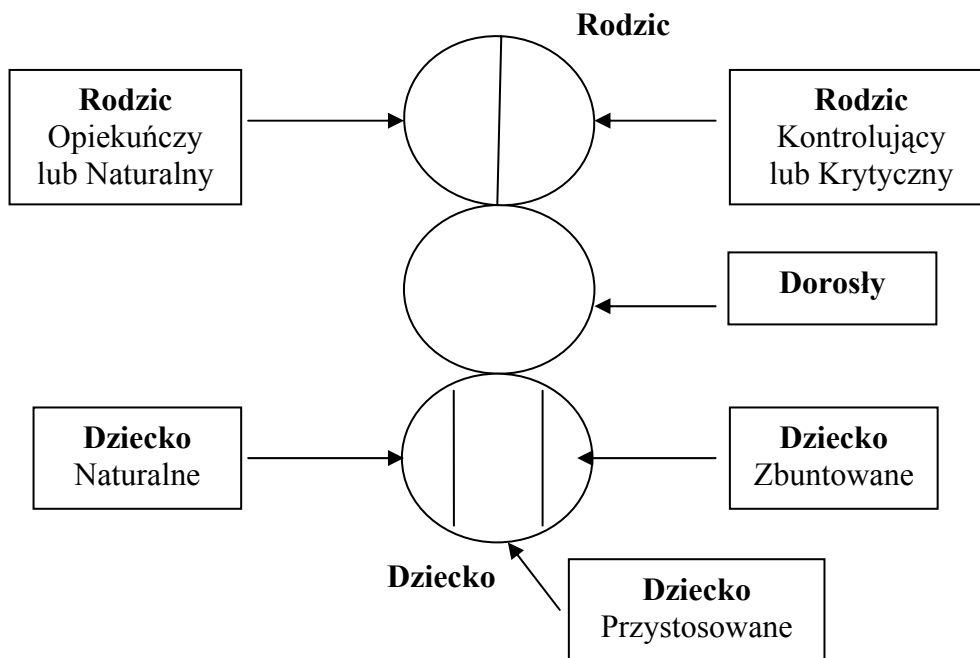 Rodzic
Rodzic
Opiekuńczy
lub Naturalny
Rodzic
Kontrolujący
lub Krytyczny
Dorosły
Dziecko
Naturalne
Dziecko
Zbuntowane
Dziecko
Dziecko
Przystosowane